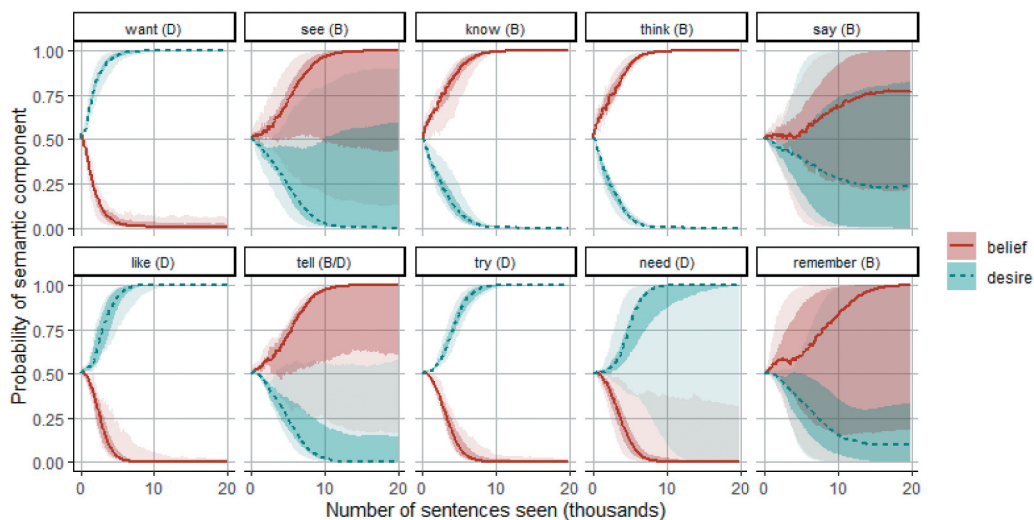 want (D) see (B) know (B) think (B) say (B)
1.00
0.75
0.50
0.25
0.00
like (D) tell (B/D) try (D) need (D) remember (B)
1.00
0.75
0.50
0.25
0.00
0 10 20 0 10 20 0 10 20 0 10 20 0 10 20
Probability of semantic component
Number of sentences seen (thousands)
belief
desire